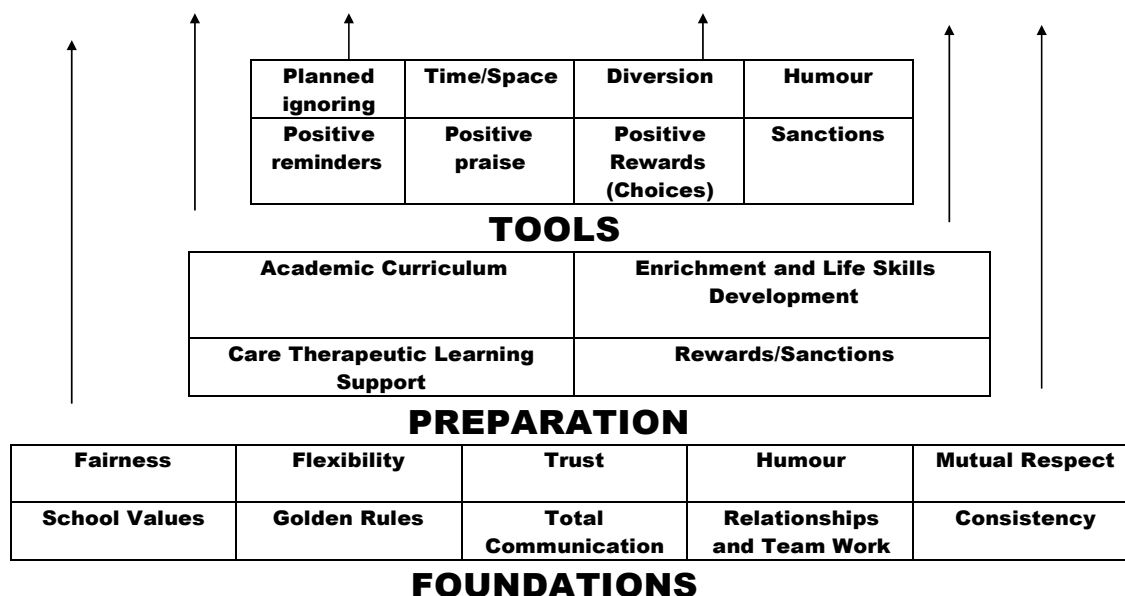 Planned Time/Space Diversion Humour
ignoring
Positive Positive Positive Sanctions
reminders praise Rewards
(Choices)
TOOLS
Academic Curriculum Enrichment and Life Skills
Development
Care Therapeutic Learning Rewards/Sanctions
Support
PREPARATION
Fairness Flexibility Trust Humour Mutual Respect
School Values Golden Rules Total Relationships Consistency
Communication and Team Work
FOUNDATIONS